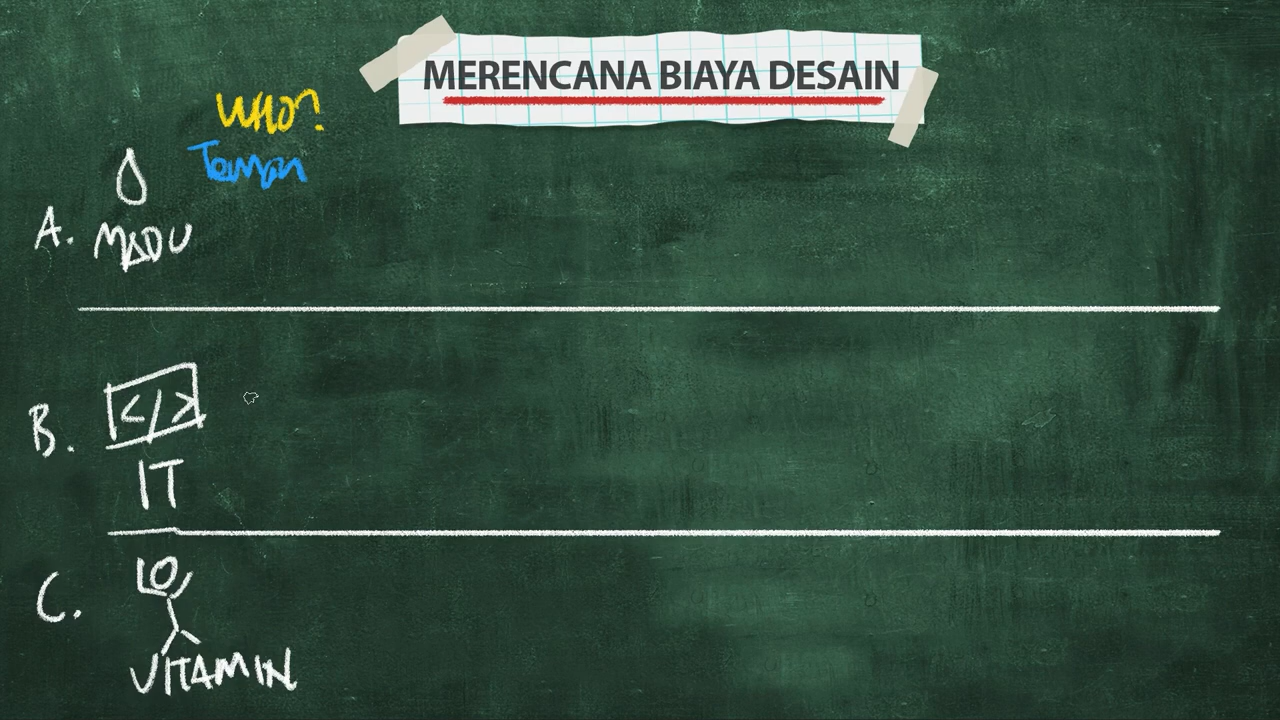 MERENCANA BIAYA DESAIN
WHO?
Teman
A. MADU
B. </>
IT
C.
VITAMIN